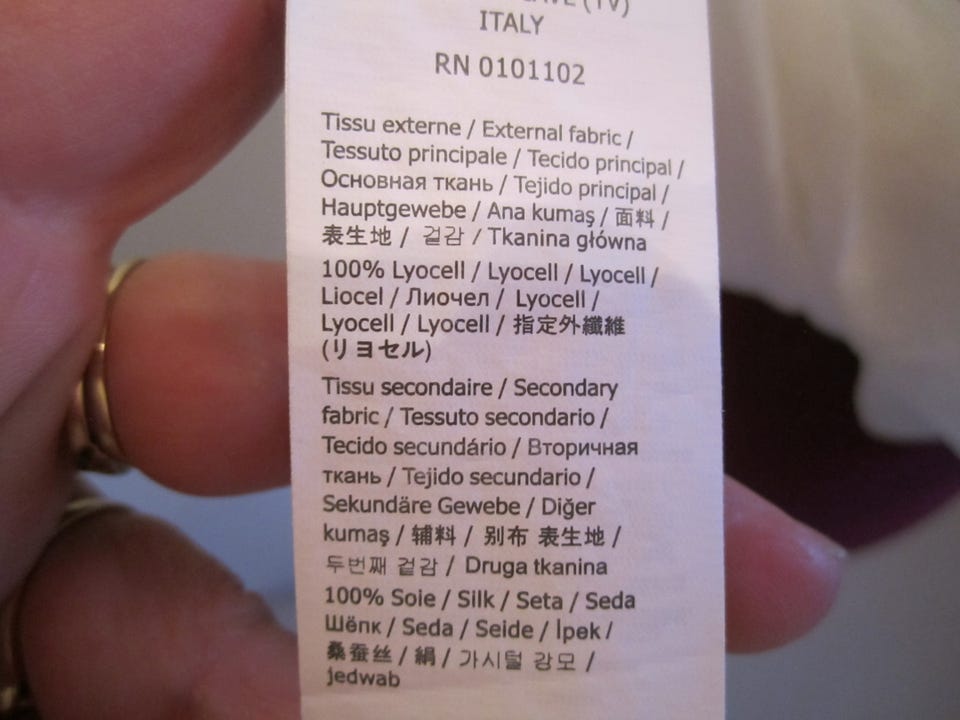 (TV)
ITALY
RN 0101102
Tissu externe / External fabric /
Tessuto principale / Tecido principal /
Основная ткань / Tejido principal /
Hauptgewebe / Ana kumaş / 面料 /
表生地 / 겉감 / Tkanina główna
100% Lyocell / Lyocell / Lyocell /
Liocel / Лиочел / Lyocell /
Lyocell / Lyocell / 指定外繊維
(リヨセル)
Tissu secondaire / Secondary
fabric / Tessuto secondario /
Tecido secundário / Вторичная
ткань / Tejido secundario /
Sekundäre Gewebe / Diğer
kumaş / 辅料 / 别布 表生地 /
두번째 겉감 / Druga tkanina
100% Soie / Silk / Seta / Seda
Шёлк / Seda / Seide / İpek /
桑蚕丝 / 絹 / 가시털 강모 /
jedwab